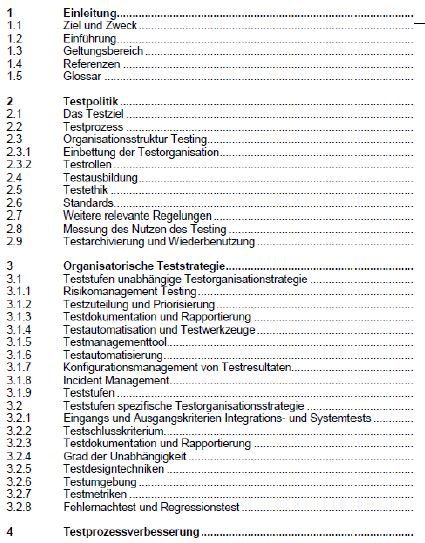 1 Einleitung
1.1 Ziel und Zweck
1.2 Einführung
1.3 Geltungsbereich
1.4 Referenzen
1.5 Glossar
2 Testpolitik
2.1 Das Testziel
2.2 Testprozess
2.3 Organisationsstruktur Testing
2.3.1 Einbettung der Testorganisation
2.3.2 Testrollen
2.4 Testausbildung
2.5 Testethik
2.6 Standards
2.7 Weitere relevante Regelungen
2.8 Messung des Nutzen des Testing
2.9 Testarchivierung und Wiederbenutzung
3 Organisatorische Teststrategie
3.1 Teststufen unabhängige Testorganisationstrategie
3.1.1 Risikomanagement Testing
3.1.2 Testzuteilung und Priorisierung
3.1.3 Testdokumentation und Rapportierung
3.1.4 Testautomatisation und Testwerkzeuge
3.1.5 Testmanagementtool
3.1.6 Testautomatisierung
3.1.7 Konfigurationsmanagement von Testresultaten
3.1.8 Incident Management
3.1.9 Teststufen
3.2 Teststufen spezifische Testorganisationsstrategie
3.2.1 Eingangs und Ausgangskriterien Integrations- und Systemtests
3.2.2 Testschlusskriterium
3.2.3 Testdokumentation und Rapportierung
3.2.4 Grad der Unabhängigkeit
3.2.5 Testdesigntechniken
3.2.6 Testumgebung
3.2.7 Testmetriken
3.2.8 Fehlernachtest und Regressionstest
4 Testprozessverbesserung